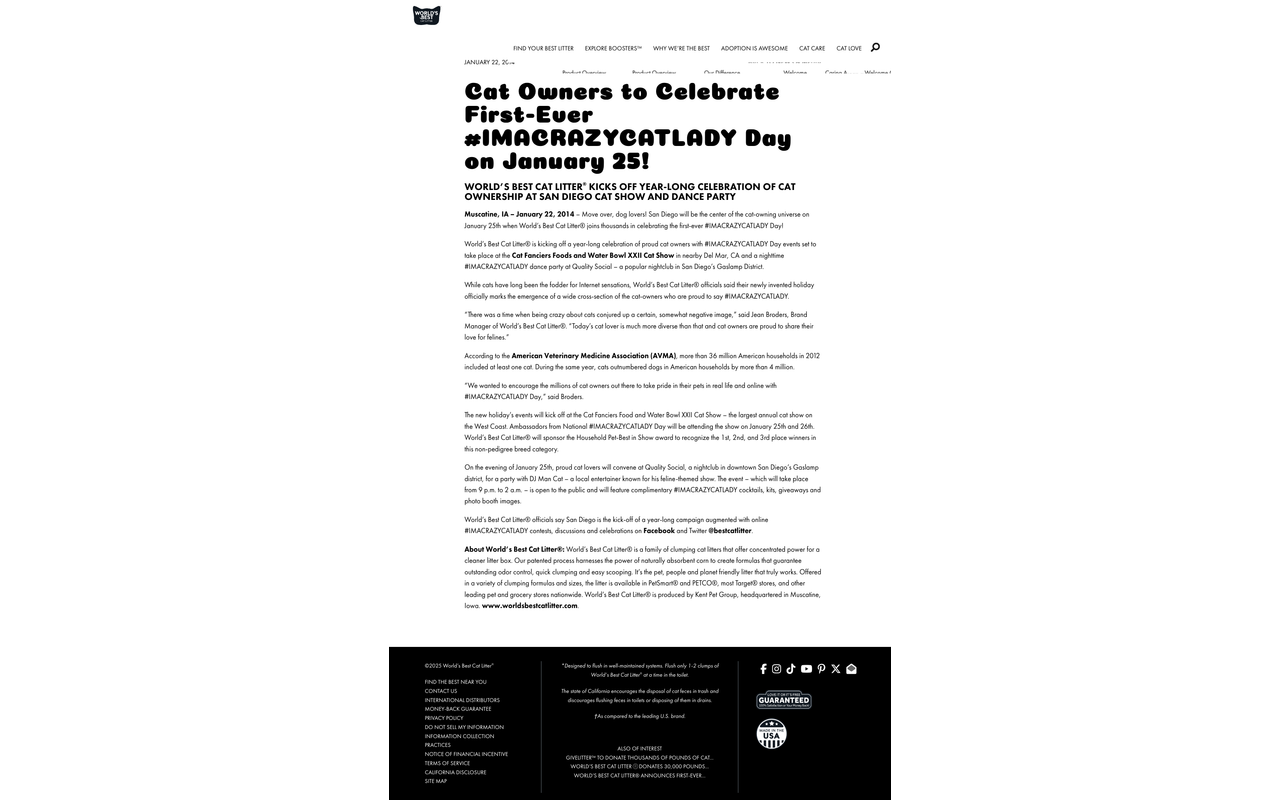 WORLD'S
BEST
FIND YOUR BEST LITTER EXPLORE BOOSTERS™ WHY WE'RE THE BEST ADOPTION IS AWESOME CAT CARE CAT LOVE
JANUARY 22,
Product Overview Product Overview Our Difference Welcome Caring A Welcome
Cat Owners to Celebrate
First-Ever
#IMACRAZYCATLADY Day
on January 25!
WORLD'S BEST CAT LITTER® KICKS OFF YEAR-LONG CELEBRATION OF CAT
OWNERSHIP AT SAN DIEGO CAT SHOW AND DANCE PARTY
Muscatine, IA – January 22, 2014 – Move over, dog lovers! San Diego will be the center of the cat-owning universe on
January 25th when World's Best Cat Litter® joins thousands in celebrating the first-ever #IMACRAZYCATLADY Day!
World's Best Cat Litter® is kicking off a year-long celebration of proud cat owners with #IMACRAZYCATLADY Day events set to
take place at the Cat Fanciers Foods and Water Bowl XXII Cat Show in nearby Del Mar, CA and a nighttime
#IMACRAZYCATLADY dance party at Quality Social – a popular nightclub in San Diego's Gaslamp District.
While cats have long been the fodder for Internet sensations, World's Best Cat Litter® officials said their newly invented holiday
officially marks the emergence of a wide cross-section of the cat-owners who are proud to say #IMACRAZYCATLADY.
"There was a time when being crazy about cats conjured up a certain, somewhat negative image," said Jean Broders, Brand
Manager of World's Best Cat Litter®. "Today's cat lover is much more diverse than that and cat owners are proud to share their
love for felines."
According to the American Veterinary Medicine Association (AVMA), more than 36 million American households in 2012
included at least one cat. During the same year, cats outnumbered dogs in American households by more than 4 million.
"We wanted to encourage the millions of cat owners out there to take pride in their pets in real life and online with
#IMACRAZYCATLADY Day," said Broders.
The new holiday's events will kick off at the Cat Fanciers Food and Water Bowl XXII Cat Show – the largest annual cat show on
the West Coast. Ambassadors from National #IMACRAZYCATLADY Day will be attending the show on January 25th and 26th.
World's Best Cat Litter® will sponsor the Household Pet-Best in Show award to recognize the 1st, 2nd, and 3rd place winners in
this non-pedigree breed category.
On the evening of January 25th, proud cat lovers will convene at Quality Social, a nightclub in downtown San Diego's Gaslamp
district, for a party with DJ Man Cat – a local entertainer known for his feline-themed show. The event – which will take place
from 9 p.m. to 2 a.m. – is open to the public and will feature complimentary #IMACRAZYCATLADY cocktails, kits, giveaways and
photo booth images.
World's Best Cat Litter® officials say San Diego is the kick-off of a year-long campaign augmented with online
#IMACRAZYCATLADY contests, discussions and celebrations on Facebook and Twitter @bestcatlitter.
About World's Best Cat Litter®: World's Best Cat Litter® is a family of clumping cat litters that offer concentrated power for a
cleaner litter box. Our patented process harnesses the power of naturally absorbent corn to create formulas that guarantee
outstanding odor control, quick clumping and easy scooping. It's the pet, people and planet friendly litter that truly works. Offered
in a variety of clumping formulas and sizes, the litter is available in PetSmart® and PETCO®, most Target® stores, and other
leading pet and grocery stores nationwide. World's Best Cat Litter® is produced by Kent Pet Group, headquartered in Muscatine,
Iowa. www.worldsbestcatlitter.com.
©2025 World's Best Cat Litter®
FIND THE BEST NEAR YOU
CONTACT US
INTERNATIONAL DISTRIBUTORS
MONEY-BACK GUARANTEE
PRIVACY POLICY
DO NOT SELL MY INFORMATION
INFORMATION COLLECTION
PRACTICES
NOTICE OF FINANCIAL INCENTIVE
TERMS OF SERVICE
CALIFORNIA DISCLOSURE
SITE MAP
*Designed to flush in well-maintained systems. Flush only 1-2 clumps of
World's Best Cat Litter® at a time in the toilet.
The state of California encourages the disposal of cat feces in trash and
discourages flushing feces in toilets or disposing of them in drains.
†As compared to the leading U.S. brand.
ALSO OF INTEREST
GIVELITTER™ TO DONATE THOUSANDS OF POUNDS OF CAT...
WORLD'S BEST CAT LITTER Ⓡ DONATES 30,000 POUNDS...
WORLD'S BEST CAT LITTER® ANNOUNCES FIRST-EVER...
LOVE IT OR IT'S FREE
GUARANTEED
MADE IN THE
USA